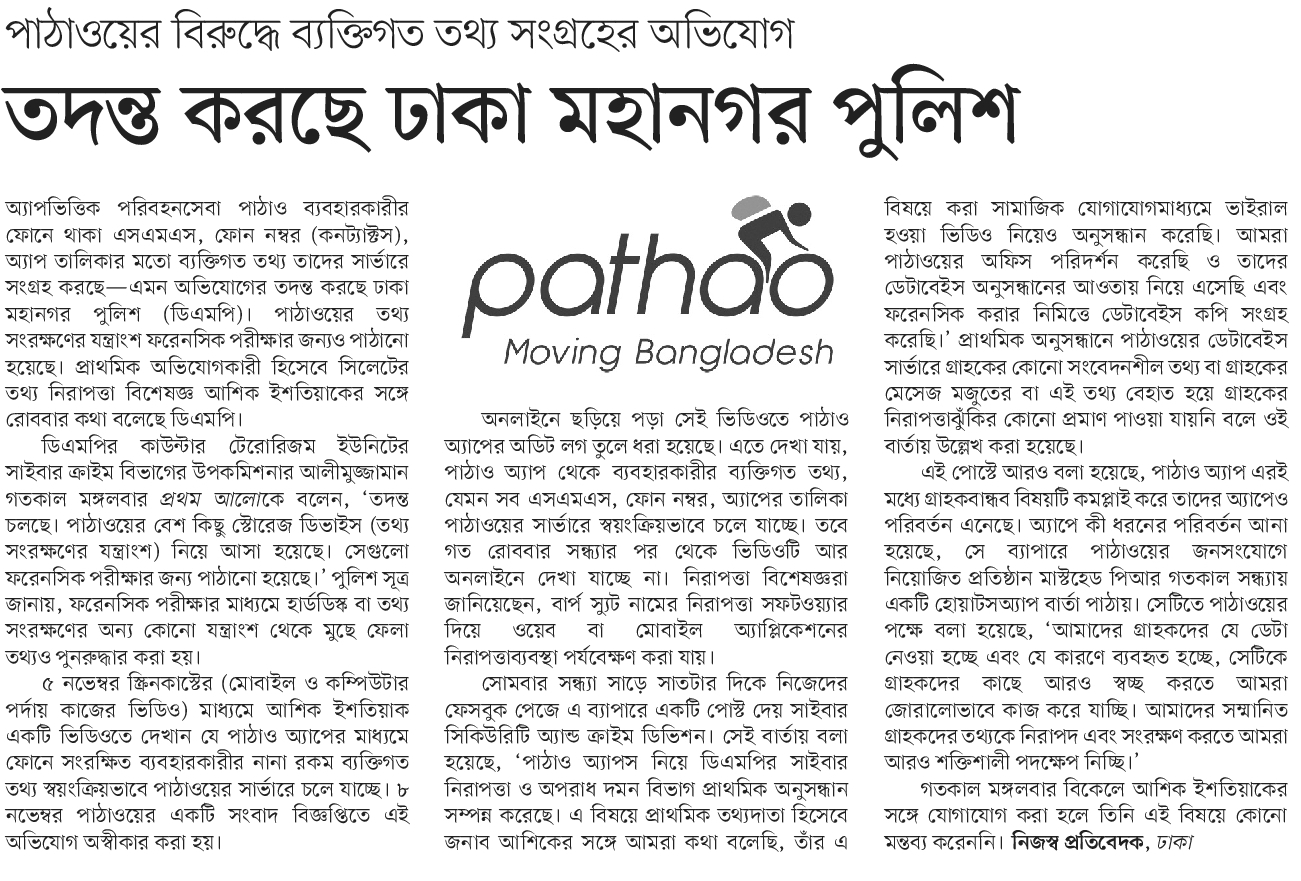 পাঠাওয়ের বিরুদ্ধে ব্যক্তিগত তথ্য সংগ্রহের অভিযোগ
তদন্ত করছে ঢাকা মহানগর পুলিশ
অ্যাপভিত্তিক পরিবহনসেবা পাঠাও ব্যবহারকারীর
ফোনে থাকা এসএমএস, ফোন নম্বর (কনট্যাক্টস),
অ্যাপ তালিকার মতো ব্যক্তিগত তথ্য তাদের সার্ভারে
সংগ্রহ করছে—এমন অভিযোগের তদন্ত করছে ঢাকা
মহানগর পুলিশ (ডিএমপি)। পাঠাওয়ের তথ্য
সংরক্ষণের যন্ত্রাংশ ফরেনসিক পরীক্ষার জন্যও পাঠানো
হয়েছে। প্রাথমিক অভিযোগকারী হিসেবে সিলেটের
তথ্য নিরাপত্তা বিশেষজ্ঞ আশিক ইশতিয়াকের সঙ্গে
রোববার কথা বলেছে ডিএমপি।
ডিএমপির কাউন্টার টেরোরিজম ইউনিটের
সাইবার ক্রাইম বিভাগের উপকমিশনার আলীমুজ্জামান
গতকাল মঙ্গলবার প্রথম আলোকে বলেন, ‘তদন্ত
চলছে। পাঠাওয়ের বেশ কিছু স্টোরেজ ডিভাইস (তথ্য
সংরক্ষণের যন্ত্রাংশ) নিয়ে আসা হয়েছে। সেগুলো
ফরেনসিক পরীক্ষার জন্য পাঠানো হয়েছে।’ পুলিশ সূত্র
জানায়, ফরেনসিক পরীক্ষার মাধ্যমে হার্ডডিস্ক বা তথ্য
সংরক্ষণের অন্য কোনো যন্ত্রাংশ থেকে মুছে ফেলা
তথ্যও পুনরুদ্ধার করা হয়।
৫ নভেম্বর স্ক্রিনকাস্টের (মোবাইল ও কম্পিউটার
পর্দায় কাজের ভিডিও) মাধ্যমে আশিক ইশতিয়াক
একটি ভিডিওতে দেখান যে পাঠাও অ্যাপের মাধ্যমে
ফোনে সংরক্ষিত ব্যবহারকারীর নানা রকম ব্যক্তিগত
তথ্য স্বয়ংক্রিয়ভাবে পাঠাওয়ের সার্ভারে চলে যাচ্ছে। ৮
নভেম্বর পাঠাওয়ের একটি সংবাদ বিজ্ঞপ্তিতে এই
অভিযোগ অস্বীকার করা হয়।
pathao
Moving Bangladesh
অনলাইনে ছড়িয়ে পড়া সেই ভিডিওতে পাঠাও
অ্যাপের অডিট লগ তুলে ধরা হয়েছে। এতে দেখা যায়,
পাঠাও অ্যাপ থেকে ব্যবহারকারীর ব্যক্তিগত তথ্য,
যেমন সব এসএমএস, ফোন নম্বর, অ্যাপের তালিকা
পাঠাওয়ের সার্ভারে স্বয়ংক্রিয়ভাবে চলে যাচ্ছে। তবে
গত রোববার সন্ধ্যার পর থেকে ভিডিওটি আর
অনলাইনে দেখা যাচ্ছে না। নিরাপত্তা বিশেষজ্ঞরা
জানিয়েছেন, বার্প স্যুট নামের নিরাপত্তা সফটওয়্যার
দিয়ে ওয়েব বা মোবাইল অ্যাপ্লিকেশনের
নিরাপত্তাব্যবস্থা পর্যবেক্ষণ করা যায়।
সোমবার সন্ধ্যা সাড়ে সাতটার দিকে নিজেদের
ফেসবুক পেজে এ ব্যাপারে একটি পোস্ট দেয় সাইবার
সিকিউরিটি অ্যান্ড ক্রাইম ডিভিশন। সেই বার্তায় বলা
হয়েছে, ‘পাঠাও অ্যাপস নিয়ে ডিএমপির সাইবার
নিরাপত্তা ও অপরাধ দমন বিভাগ প্রাথমিক অনুসন্ধান
সম্পন্ন করেছে। এ বিষয়ে প্রাথমিক তথ্যদাতা হিসেবে
জনাব আশিকের সঙ্গে আমরা কথা বলেছি, তাঁর এ
বিষয়ে করা সামাজিক যোগাযোগমাধ্যমে ভাইরাল
হওয়া ভিডিও নিয়েও অনুসন্ধান করেছি। আমরা
পাঠাওয়ের অফিস পরিদর্শন করেছি ও তাদের
ডেটাবেইস অনুসন্ধানের আওতায় নিয়ে এসেছি এবং
ফরেনসিক করার নিমিত্তে ডেটাবেইস কপি সংগ্রহ
করেছি।’ প্রাথমিক অনুসন্ধানে পাঠাওয়ের ডেটাবেইস
সার্ভারে গ্রাহকের কোনো সংবেদনশীল তথ্য বা গ্রাহকের
মেসেজ মজুতের বা এই তথ্য বেহাত হয়ে গ্রাহকের
নিরাপত্তাঝুঁকির কোনো প্রমাণ পাওয়া যায়নি বলে ওই
বার্তায় উল্লেখ করা হয়েছে।
এই পোস্টে আরও বলা হয়েছে, পাঠাও অ্যাপ এরই
মধ্যে গ্রাহকবান্ধব বিষয়টি কমপ্লাই করে তাদের অ্যাপেও
পরিবর্তন এনেছে। অ্যাপে কী ধরনের পরিবর্তন আনা
হয়েছে, সে ব্যাপারে পাঠাওয়ের জনসংযোগে
নিয়োজিত প্রতিষ্ঠান মাস্টহেড পিআর গতকাল সন্ধ্যায়
একটি হোয়াটসঅ্যাপ বার্তা পাঠায়। সেটিতে পাঠাওয়ের
পক্ষে বলা হয়েছে, ‘আমাদের গ্রাহকদের যে ডেটা
নেওয়া হচ্ছে এবং যে কারণে ব্যবহৃত হচ্ছে, সেটিকে
গ্রাহকদের কাছে আরও স্বচ্ছ করতে আমরা
জোরালোভাবে কাজ করে যাচ্ছি। আমাদের সম্মানিত
গ্রাহকদের তথ্যকে নিরাপদ এবং সংরক্ষণ করতে আমরা
আরও শক্তিশালী পদক্ষেপ নিচ্ছি।’
গতকাল মঙ্গলবার বিকেলে আশিক ইশতিয়াকের
সঙ্গে যোগাযোগ করা হলে তিনি এই বিষয়ে কোনো
মন্তব্য করেননি। নিজস্ব প্রতিবেদক, ঢাকা